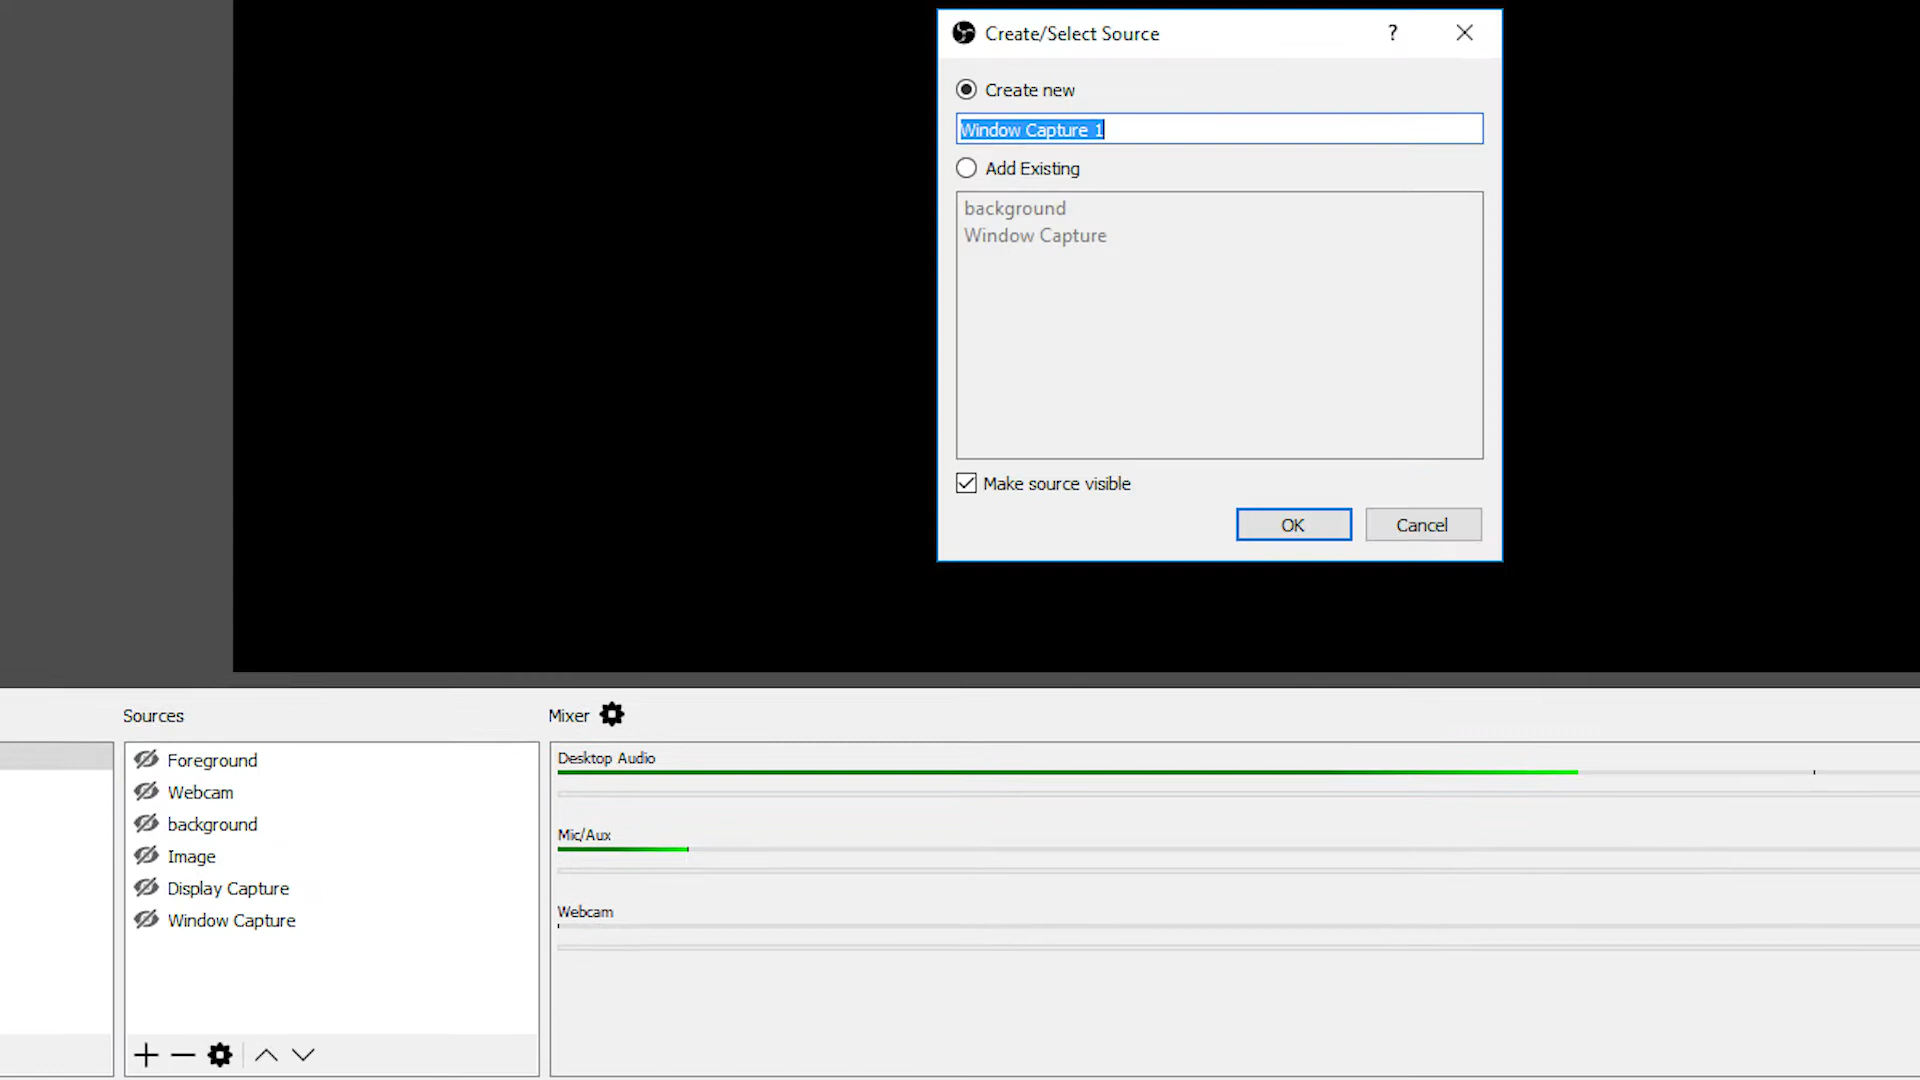 Create/Select Source
?
Create new
Window Capture 1
Add Existing
background
Window Capture
Make source visible
OK
Cancel
Sources
Mixer
Foreground
Webcam
background
Image
Display Capture
Window Capture
Desktop Audio
Mic/Aux
Webcam